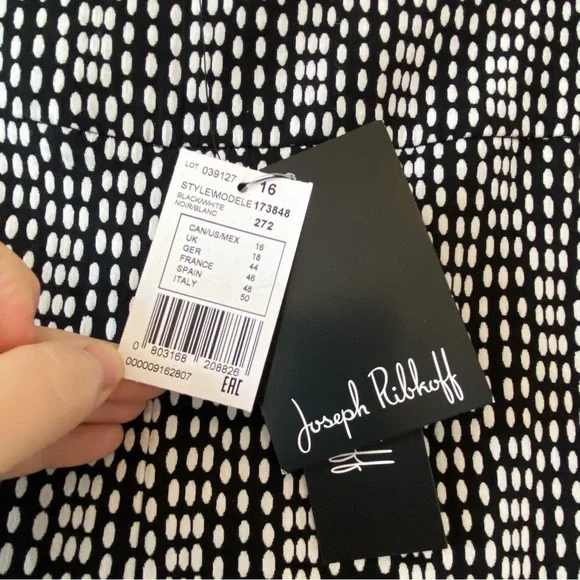 LOT 039127 16
STYLE\MODELE 173848
BLACK/WHITE 272
NOIR/BLANC
CAN/US/MEX 16
UK 18
GER 44
FRANCE 46
SPAIN 48
ITALY 50
0 803168 208826
000009162807
EAC
Joseph Ribkoff